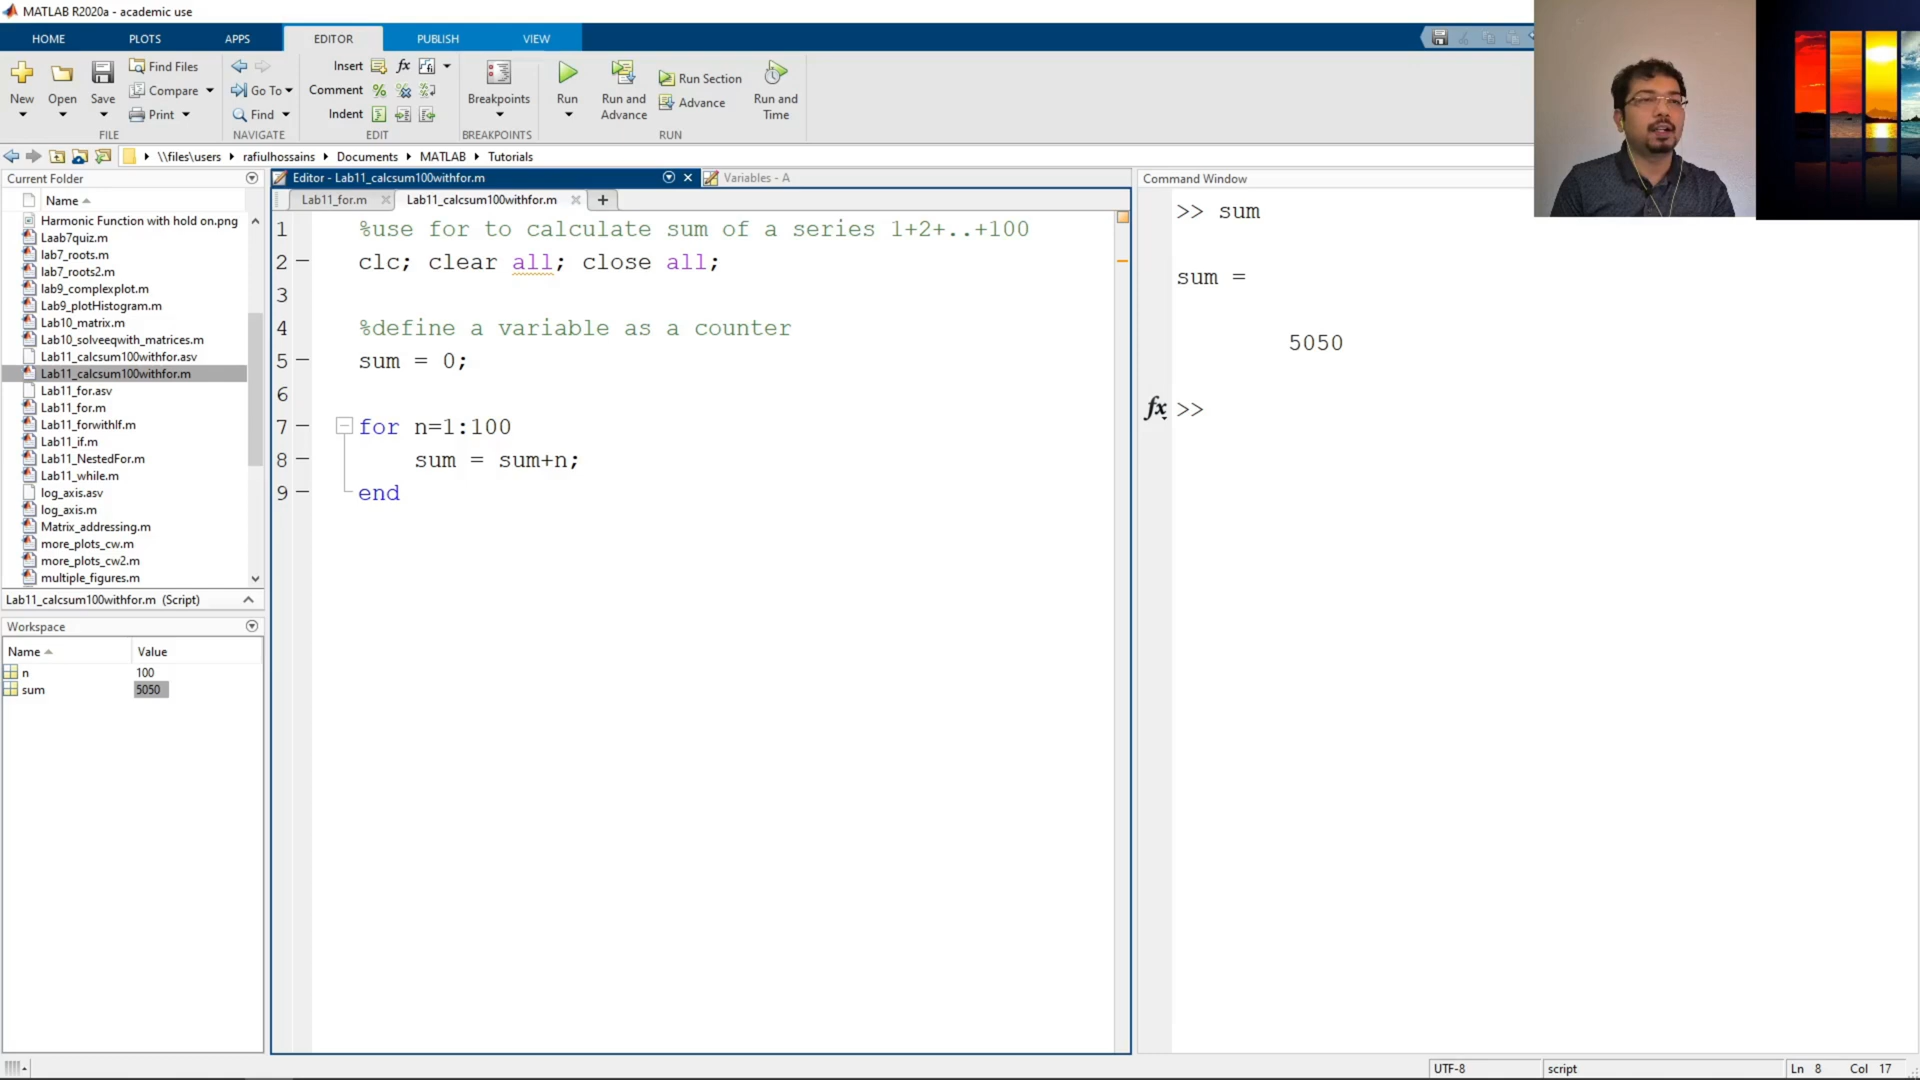 MATLAB R2020a - academic use
HOME PLOTS APPS EDITOR PUBLISH VIEW
New Open Save Find Files Compare Print Go To Find Insert fx Comment Indent Breakpoints Run Run and Advance Run Section Advance Run and Time
FILE NAVIGATE EDIT BREAKPOINTS RUN
\\files\users rafiulhossains Documents MATLAB Tutorials
Current Folder
Name
Harmonic Function with hold on.png
Laab7quiz.m
lab7_roots.m
lab7_roots2.m
lab9_complexplot.m
Lab9_plotHistogram.m
Lab10_matrix.m
Lab10_solveeqwith_matrices.m
Lab11_calcsum100withfor.asv
Lab11_calcsum100withfor.m
Lab11_for.asv
Lab11_for.m
Lab11_forwithIf.m
Lab11_if.m
Lab11_NestedFor.m
Lab11_while.m
log_axis.asv
log_axis.m
Matrix_addressing.m
more_plots_cw.m
more_plots_cw2.m
multiple_figures.m
Lab11_calcsum100withfor.m (Script)
Workspace
Name Value
n 100
sum 5050
Editor - Lab11_calcsum100withfor.m Variables - A
Lab11_for.m Lab11_calcsum100withfor.m +
1 %use for to calculate sum of a series 1+2+..+100
2 clc; clear all; close all;
3
4 %define a variable as a counter
5 sum = 0;
6
7 for n=1:100
8 sum = sum+n;
9 end
Command Window
>> sum
sum =
5050
fx >>
UTF-8 script Ln 8 Col 17